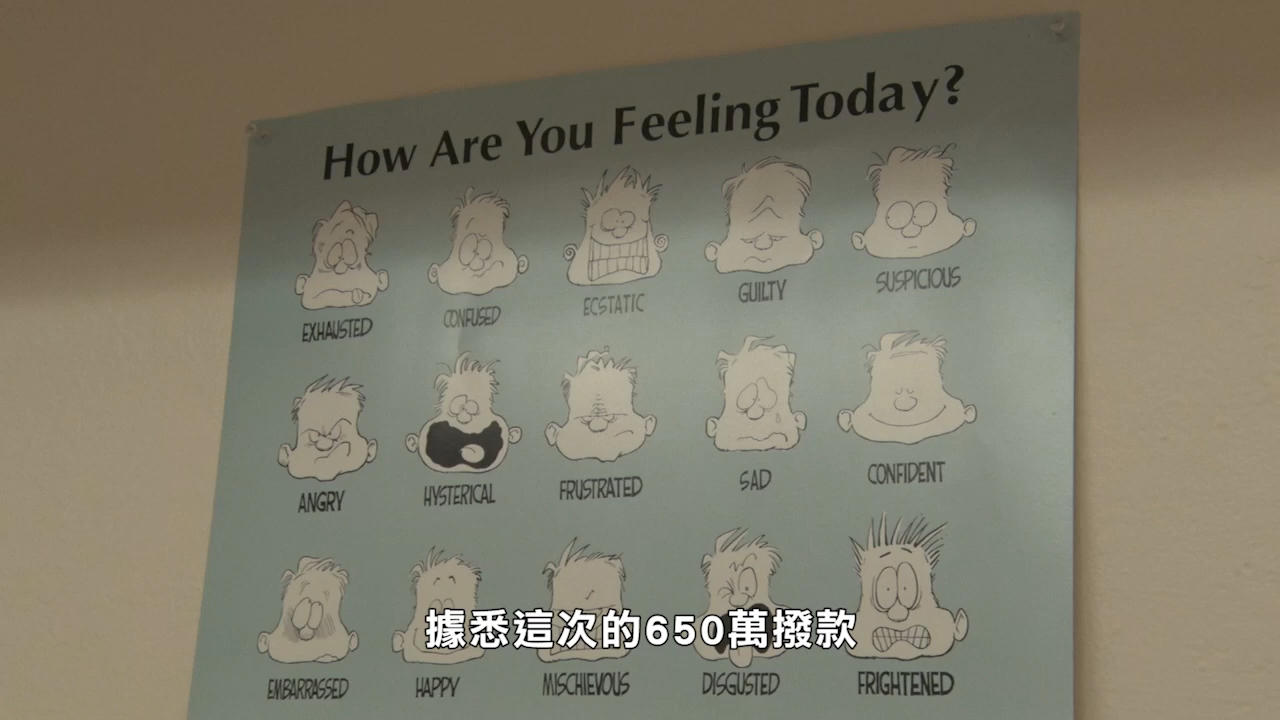 How Are You Feeling Today?
EXHAUSTED CONFUSED ECSTATIC GUILTY SUSPICIOUS
ANGRY HYSTERICAL FRUSTRATED SAD CONFIDENT
據悉這次的650萬撥款
EMBARRASSED HAPPY MISCHIEVOUS DISGUSTED FRIGHTENED